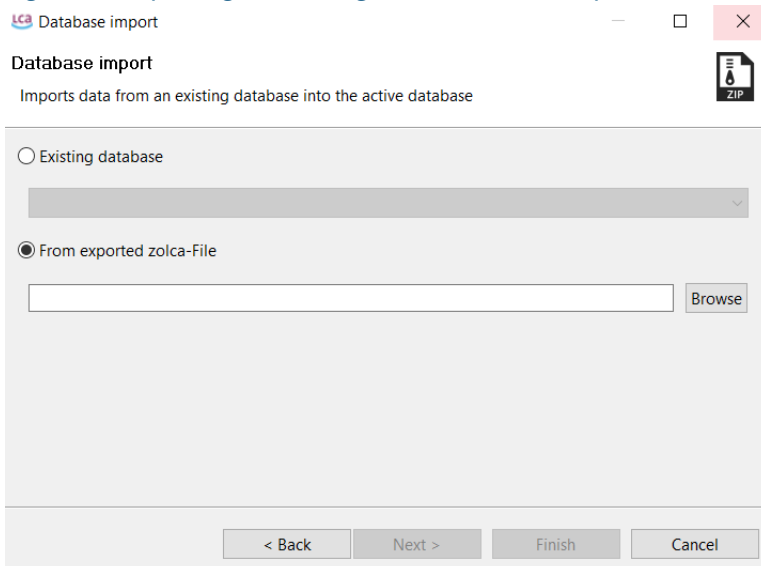 LCa Database import
Database import
Imports data from an existing database into the active database
ZIP
Existing database
From exported zolca-File
Browse
< Back Next > Finish Cancel